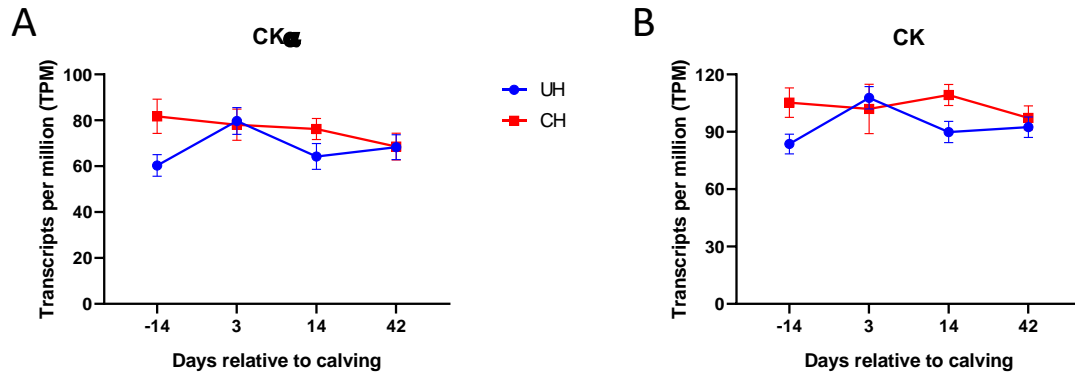 A
CKα
Transcripts per million (TPM)
100
80
60
40
20
0
-14 3 14 42
Days relative to calving
UH
CH
B
CK
Transcripts per million (TPM)
120
90
60
30
0
-14 3 14 42
Days relative to calving